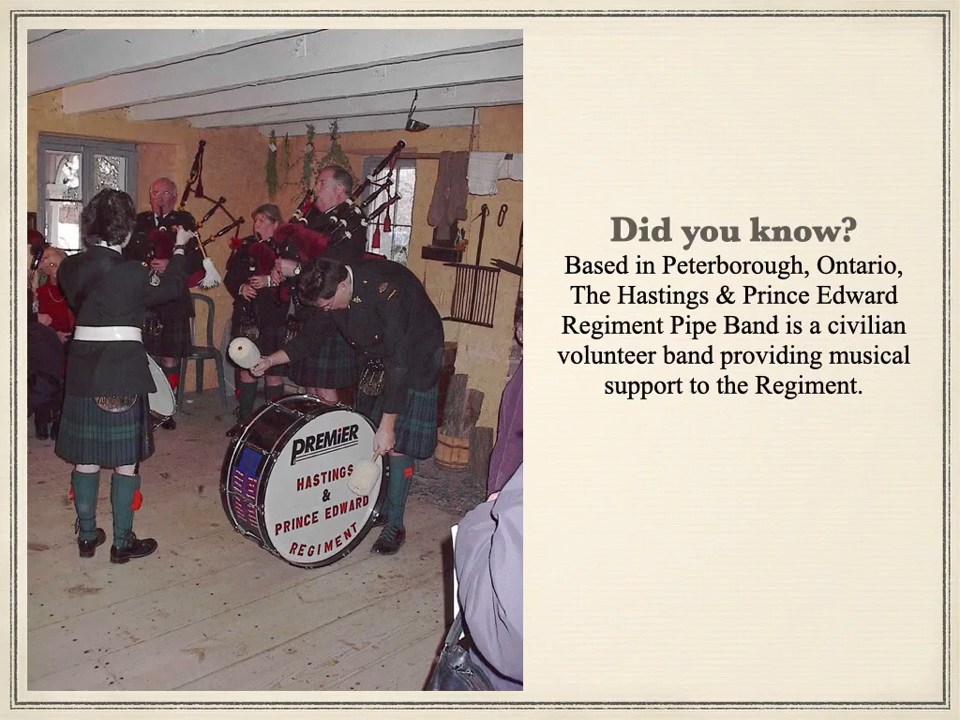 PREMIER
HASTINGS
&
PRINCE EDWARD
REGIMENT
Did you know?
Based in Peterborough, Ontario,
The Hastings & Prince Edward
Regiment Pipe Band is a civilian
volunteer band providing musical
support to the Regiment.